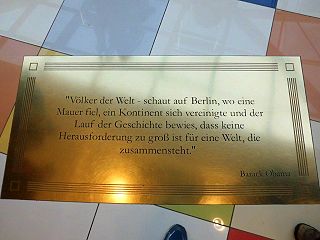 "Völker der Welt - schaut auf Berlin, wo eine
Mauer fiel, ein Kontinent sich vereinigte und der
Lauf der Geschichte bewies, dass keine
Herausforderung zu groß ist für eine Welt, die
zusammensteht."
Barack Obama